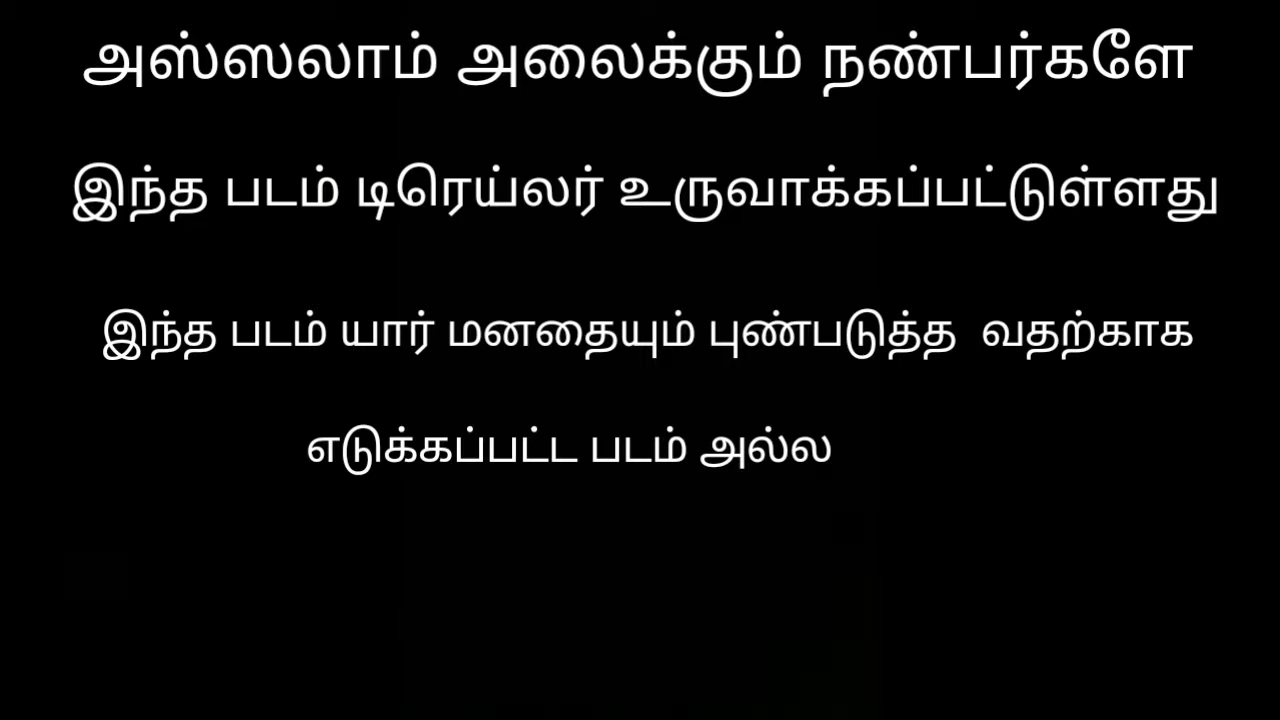 அஸ்ஸலாம் அலைக்கும் நண்பர்களே
இந்த படம் டிரெய்லர் உருவாக்கப்பட்டுள்ளது
இந்த படம் யார் மனதையும் புண்படுத்த வதற்காக
எடுக்கப்பட்ட படம் அல்ல